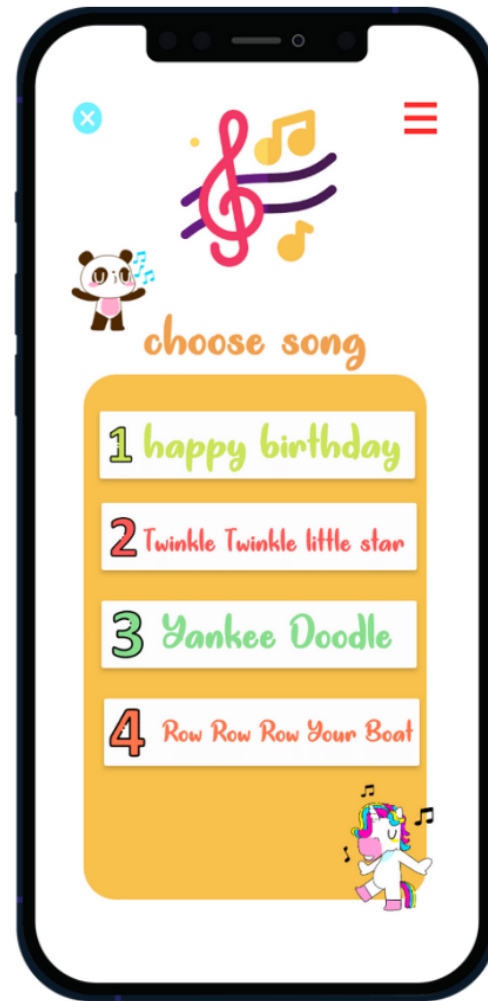 choose song
1 happy birthday
2 Twinkle Twinkle little star
3 Yankee Doodle
4 Row Row Row Your Boat